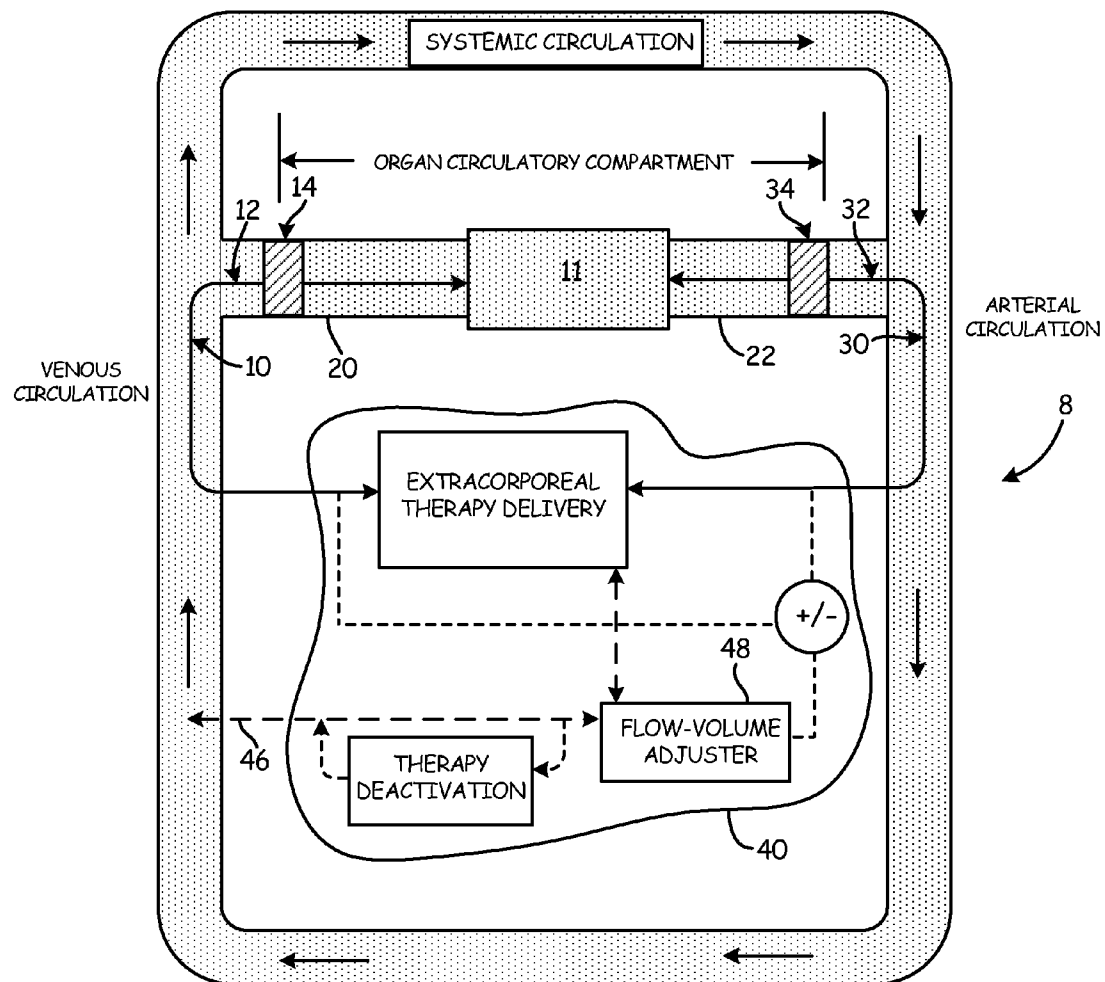 SYSTEMIC CIRCULATION
ORGAN CIRCULATORY COMPARTMENT
14
34
12
32
11
ARTERIAL
CIRCULATION
10
20
22
30
VENOUS
CIRCULATION
8
EXTRACORPOREAL
THERAPY DELIVERY
+/-
48
46
FLOW-VOLUME
ADJUSTER
THERAPY
DEACTIVATION
40